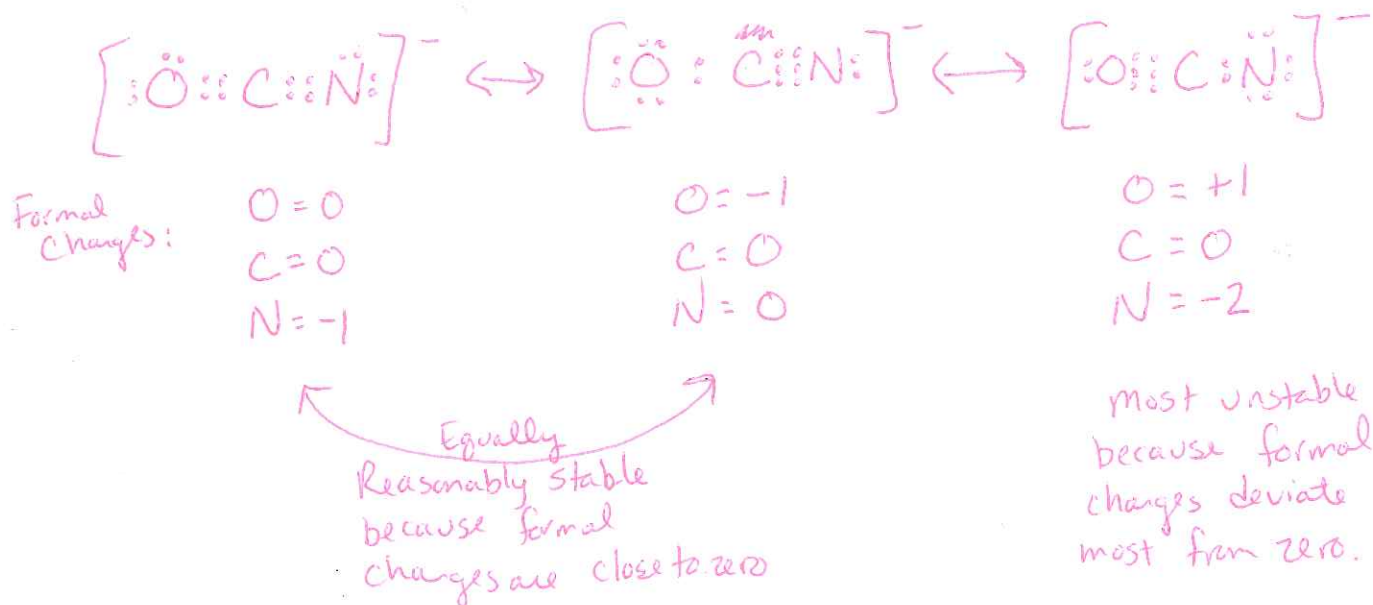 [:Ö::C::N̈:]⁻ ↔ [:Ö̤:C:::N:]⁻ ↔ [:O:::C:N̤̈:]⁻
Formal Charges:
O = 0
C = 0
N = -1
O = -1
C = 0
N = 0
O = +1
C = 0
N = -2
Equally
Reasonably stable
because formal
charges are close to zero
most unstable
because formal
charges deviate
most from zero.